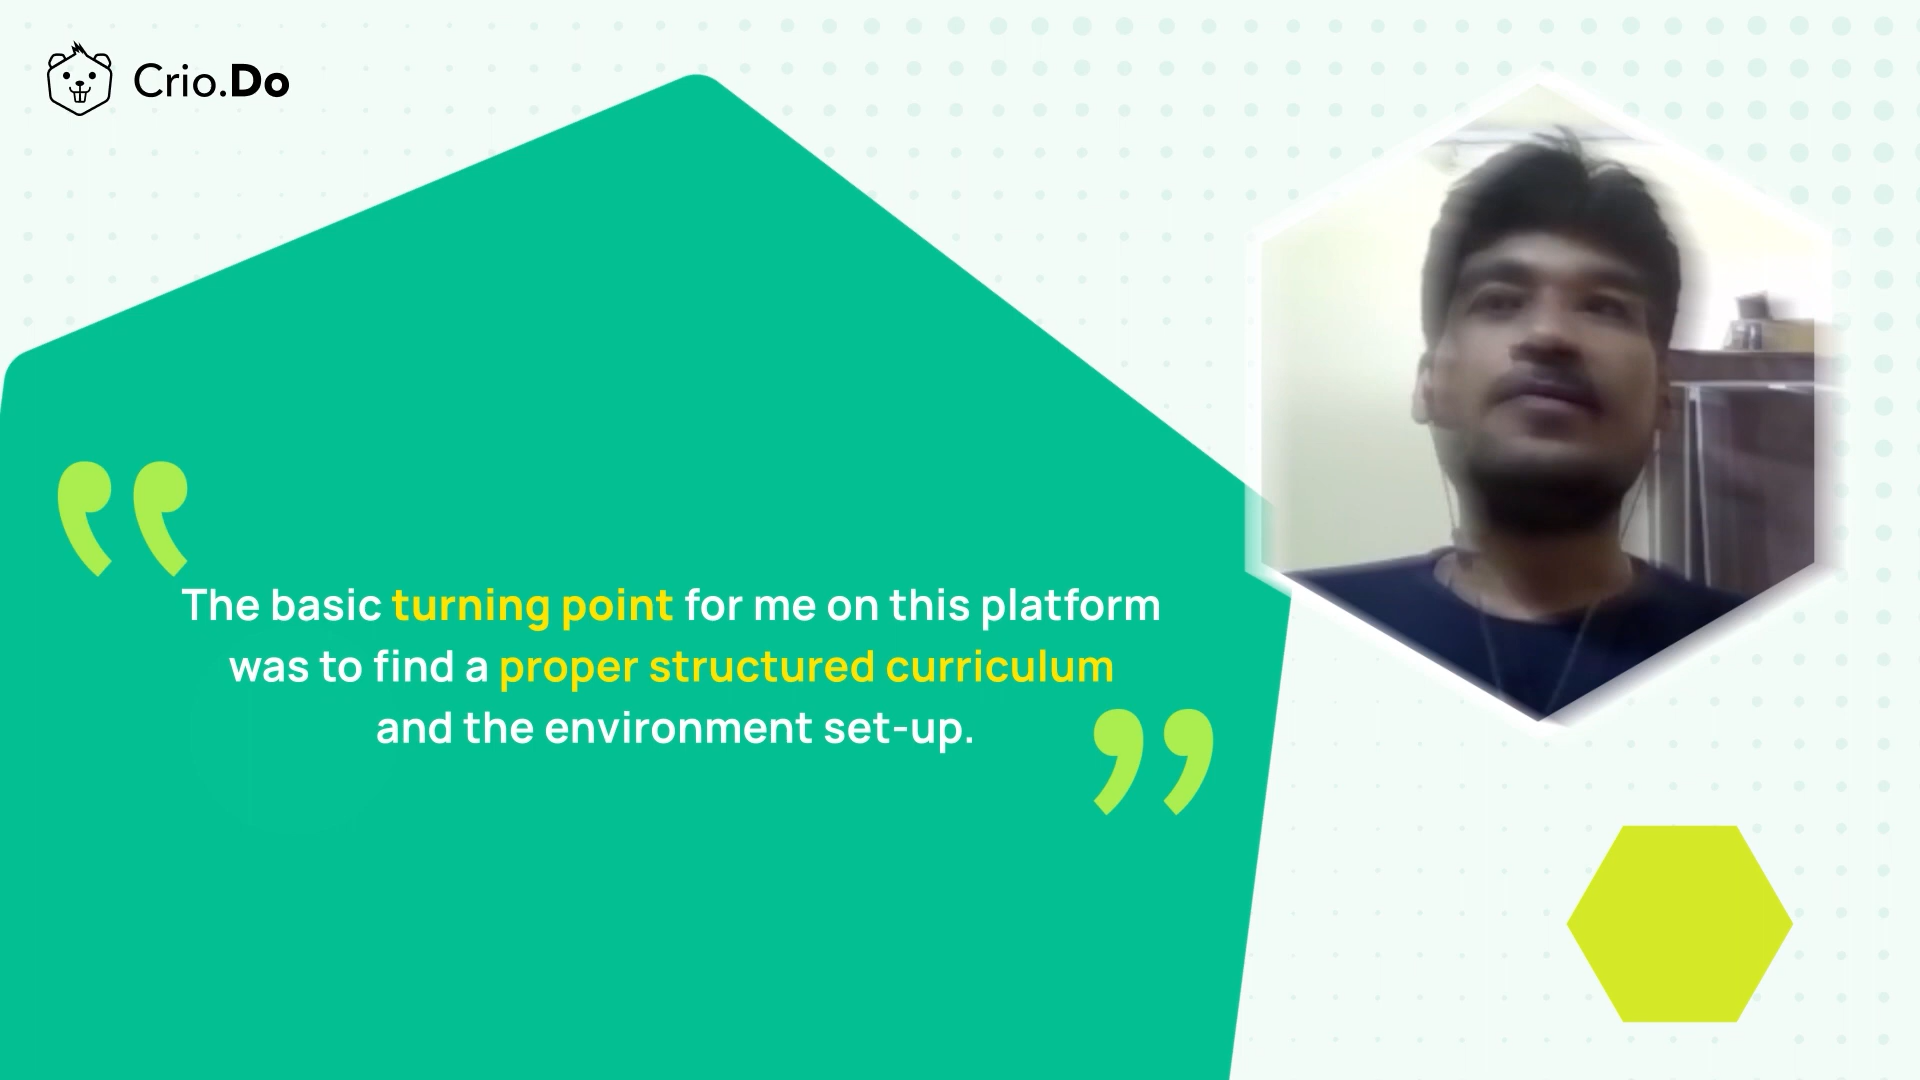 Crio.Do
“
The basic turning point for me on this platform
was to find a proper structured curriculum
and the environment set-up.
”